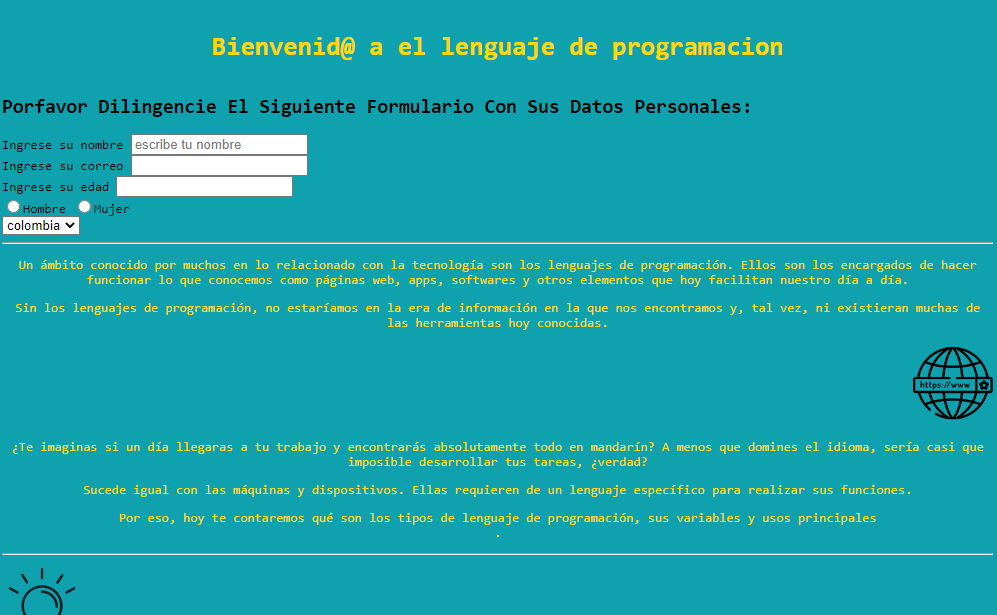 Bienvenid@ a el lenguaje de programacion
Porfavor Dilingencie El Siguiente Formulario Con Sus Datos Personales:
Ingrese su nombre escribe tu nombre
Ingrese su correo
Ingrese su edad
Hombre Mujer
colombia
Un ámbito conocido por muchos en lo relacionado con la tecnología son los lenguajes de programación. Ellos son los encargados de hacer
funcionar lo que conocemos como páginas web, apps, softwares y otros elementos que hoy facilitan nuestro día a día.
Sin los lenguajes de programación, no estaríamos en la era de información en la que nos encontramos y, tal vez, ni existieran muchas de
las herramientas hoy conocidas.
https://www
¿Te imaginas si un día llegaras a tu trabajo y encontrarás absolutamente todo en mandarín? A menos que domines el idioma, sería casi que
imposible desarrollar tus tareas, ¿verdad?
Sucede igual con las máquinas y dispositivos. Ellas requieren de un lenguaje específico para realizar sus funciones.
Por eso, hoy te contaremos qué son los tipos de lenguaje de programación, sus variables y usos principales
.